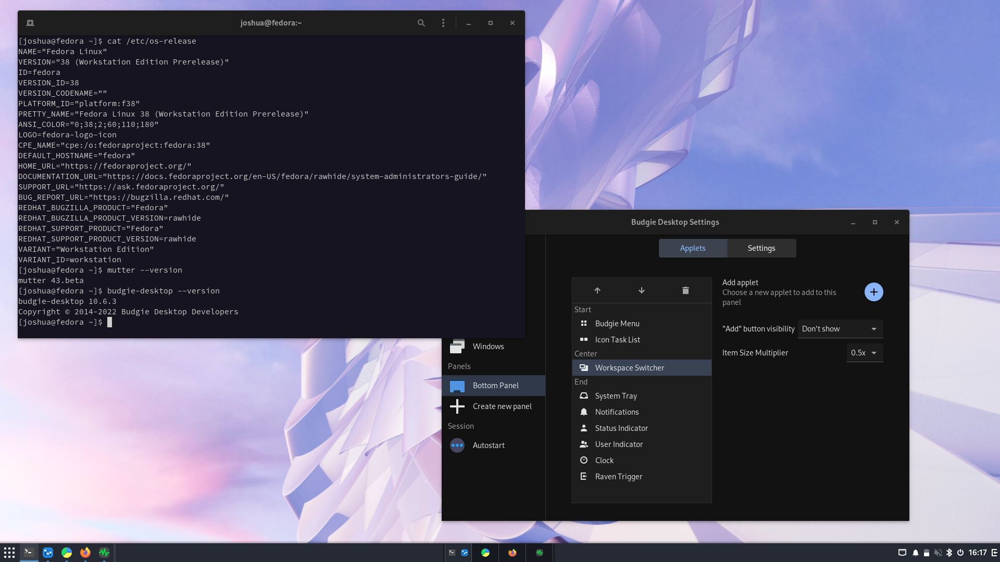 joshua@fedora:~
[joshua@fedora ~]$ cat /etc/os-release
NAME="Fedora Linux"
VERSION="38 (Workstation Edition Prerelease)"
ID=fedora
VERSION_ID=38
VERSION_CODENAME=""
PLATFORM_ID="platform:f38"
PRETTY_NAME="Fedora Linux 38 (Workstation Edition Prerelease)"
ANSI_COLOR="0;38;2;60;110;180"
LOGO=fedora-logo-icon
CPE_NAME="cpe:/o:fedoraproject:fedora:38"
DEFAULT_HOSTNAME="fedora"
HOME_URL="https://fedoraproject.org/"
DOCUMENTATION_URL="https://docs.fedoraproject.org/en-US/fedora/rawhide/system-administrators-guide/"
SUPPORT_URL="https://ask.fedoraproject.org/"
BUG_REPORT_URL="https://bugzilla.redhat.com/"
REDHAT_BUGZILLA_PRODUCT="Fedora"
REDHAT_BUGZILLA_PRODUCT_VERSION=rawhide
REDHAT_SUPPORT_PRODUCT="Fedora"
REDHAT_SUPPORT_PRODUCT_VERSION=rawhide
VARIANT="Workstation Edition"
VARIANT_ID=workstation
[joshua@fedora ~]$ mutter --version
mutter 43.beta
[joshua@fedora ~]$ budgie-desktop --version
budgie-desktop 10.6.3
Copyright © 2014-2022 Budgie Desktop Developers
[joshua@fedora ~]$
Budgie Desktop Settings
Windows
Panels
Bottom Panel
Create new panel
Session
Autostart
Applets
Settings
Start
Budgie Menu
Icon Task List
Center
Workspace Switcher
End
System Tray
Notifications
Status Indicator
User Indicator
Clock
Raven Trigger
Add applet
Choose a new applet to add to this
panel
"Add" button visibility
Don't show
Item Size Multiplier
0.5x
16:17